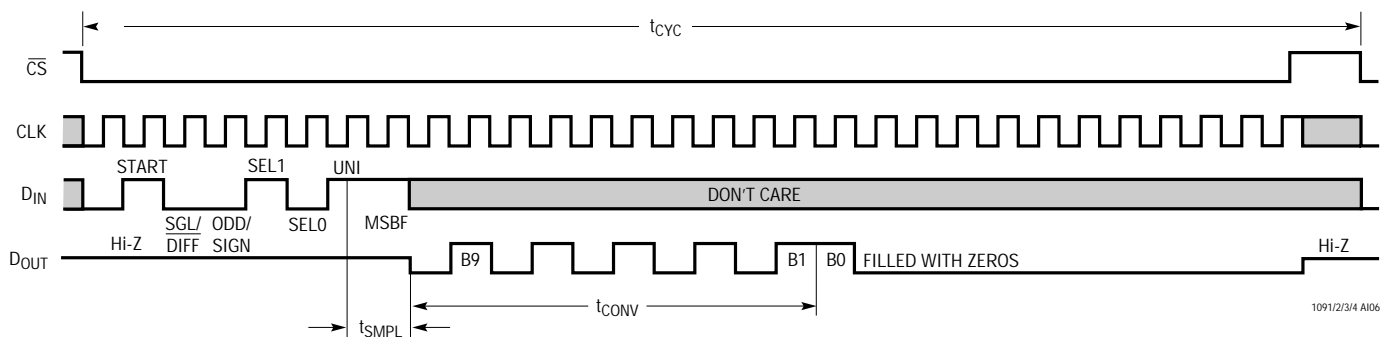 tCYC
CS
CLK
START
SEL1
UNI
DIN
DON'T CARE
SGL/
DIFF
ODD/
SIGN
SEL0
MSBF
Hi-Z
DOUT
B9
B1
B0
FILLED WITH ZEROS
Hi-Z
tCONV
tSMPL
1091/2/3/4 AI06